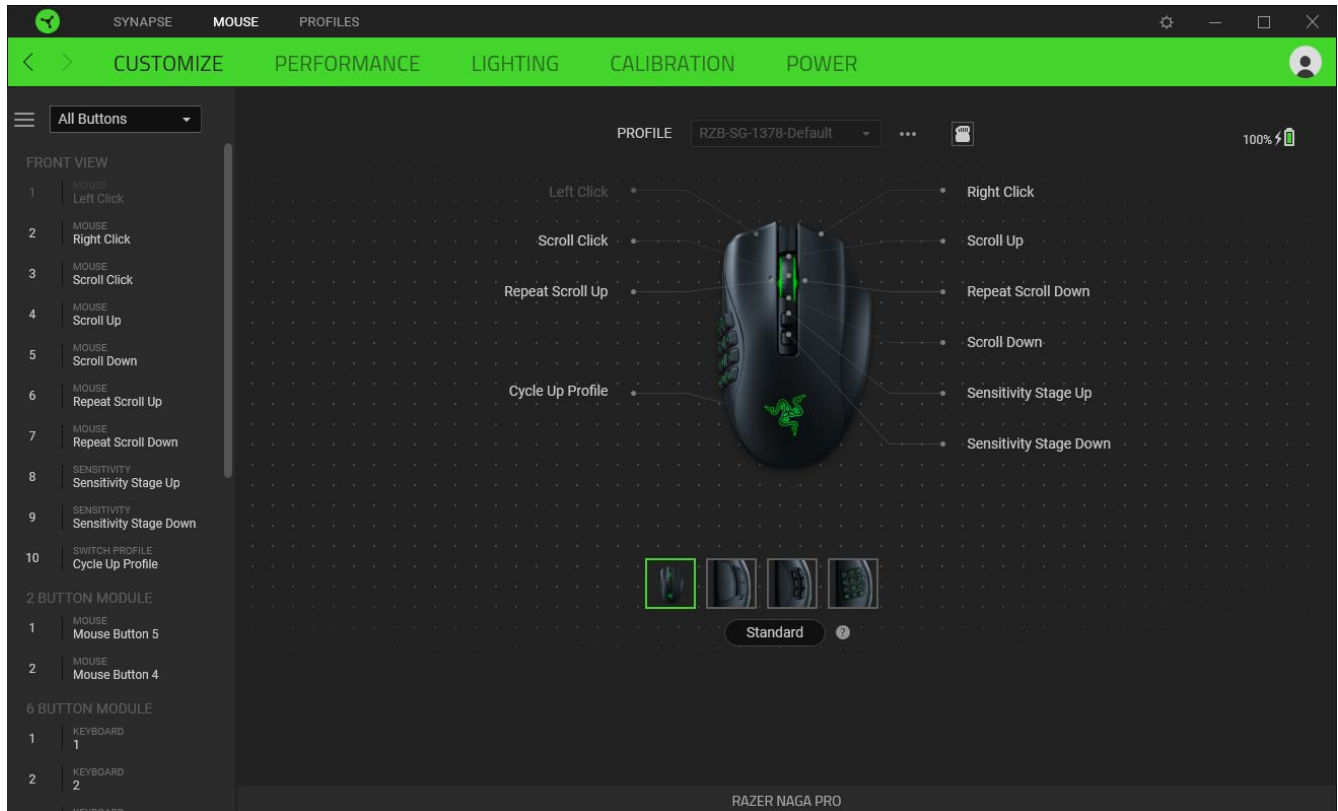 SYNAPSE MOUSE PROFILES
CUSTOMIZE PERFORMANCE LIGHTING CALIBRATION POWER
All Buttons
FRONT VIEW
1 MOUSE
Left Click
2 MOUSE
Right Click
3 MOUSE
Scroll Click
4 MOUSE
Scroll Up
5 MOUSE
Scroll Down
6 MOUSE
Repeat Scroll Up
7 MOUSE
Repeat Scroll Down
8 SENSITIVITY
Sensitivity Stage Up
9 SENSITIVITY
Sensitivity Stage Down
10 SWITCH PROFILE
Cycle Up Profile
2 BUTTON MODULE
1 MOUSE
Mouse Button 5
2 MOUSE
Mouse Button 4
6 BUTTON MODULE
1 KEYBOARD
1
2 KEYBOARD
2
KEYBOARD
PROFILE RZB-SG-1378-Default
100%
Left Click Right Click
Scroll Click Scroll Up
Repeat Scroll Up Repeat Scroll Down
Scroll Down
Cycle Up Profile Sensitivity Stage Up
Sensitivity Stage Down
Standard ?
RAZER NAGA PRO